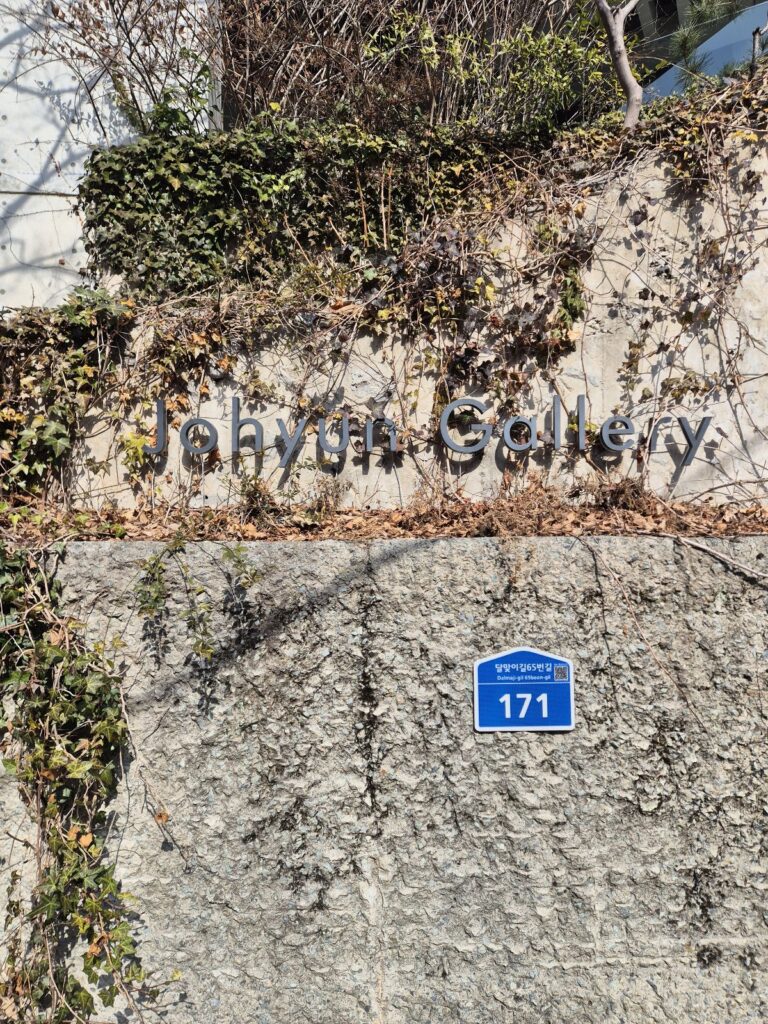 Johyun Gallery
달맞이길65번길
Dalmaji-gil 65beon-gil
171